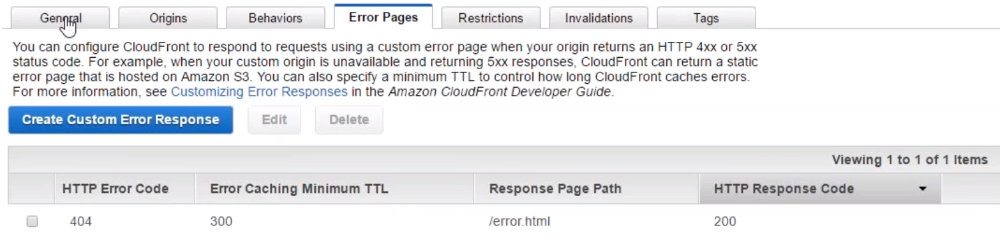 General Origins Behaviors Error Pages Restrictions Invalidations Tags
You can configure CloudFront to respond to requests using a custom error page when your origin returns an HTTP 4xx or 5xx
status code. For example, when your custom origin is unavailable and returning 5xx responses, CloudFront can return a static
error page that is hosted on Amazon S3. You can also specify a minimum TTL to control how long CloudFront caches errors.
For more information, see Customizing Error Responses in the Amazon CloudFront Developer Guide.
Create Custom Error Response Edit Delete
Viewing 1 to 1 of 1 Items
HTTP Error Code Error Caching Minimum TTL Response Page Path HTTP Response Code
404 300 /error.html 200